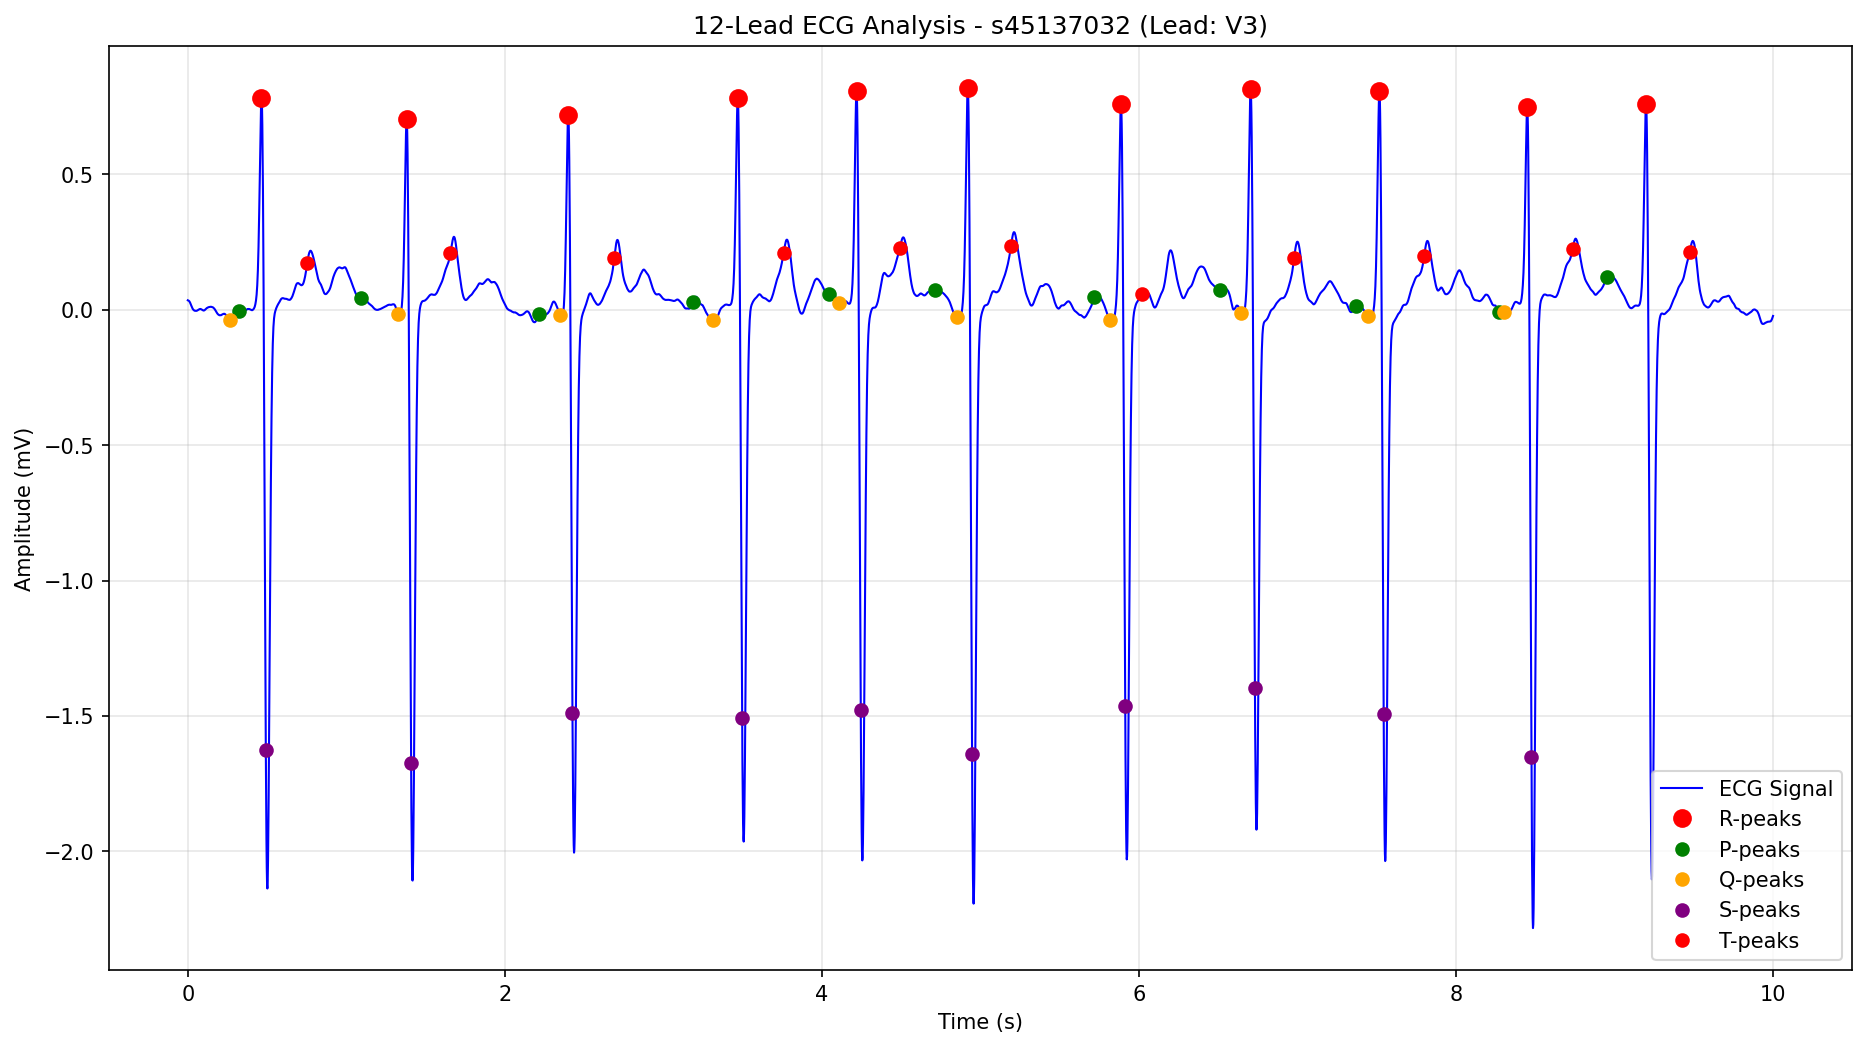 12-Lead ECG Analysis - s45137032 (Lead: V3)
Amplitude (mV)
0.5
0.0
−0.5
−1.0
−1.5
−2.0
0
2
4
6
8
10
Time (s)
ECG Signal
R-peaks
P-peaks
Q-peaks
S-peaks
T-peaks